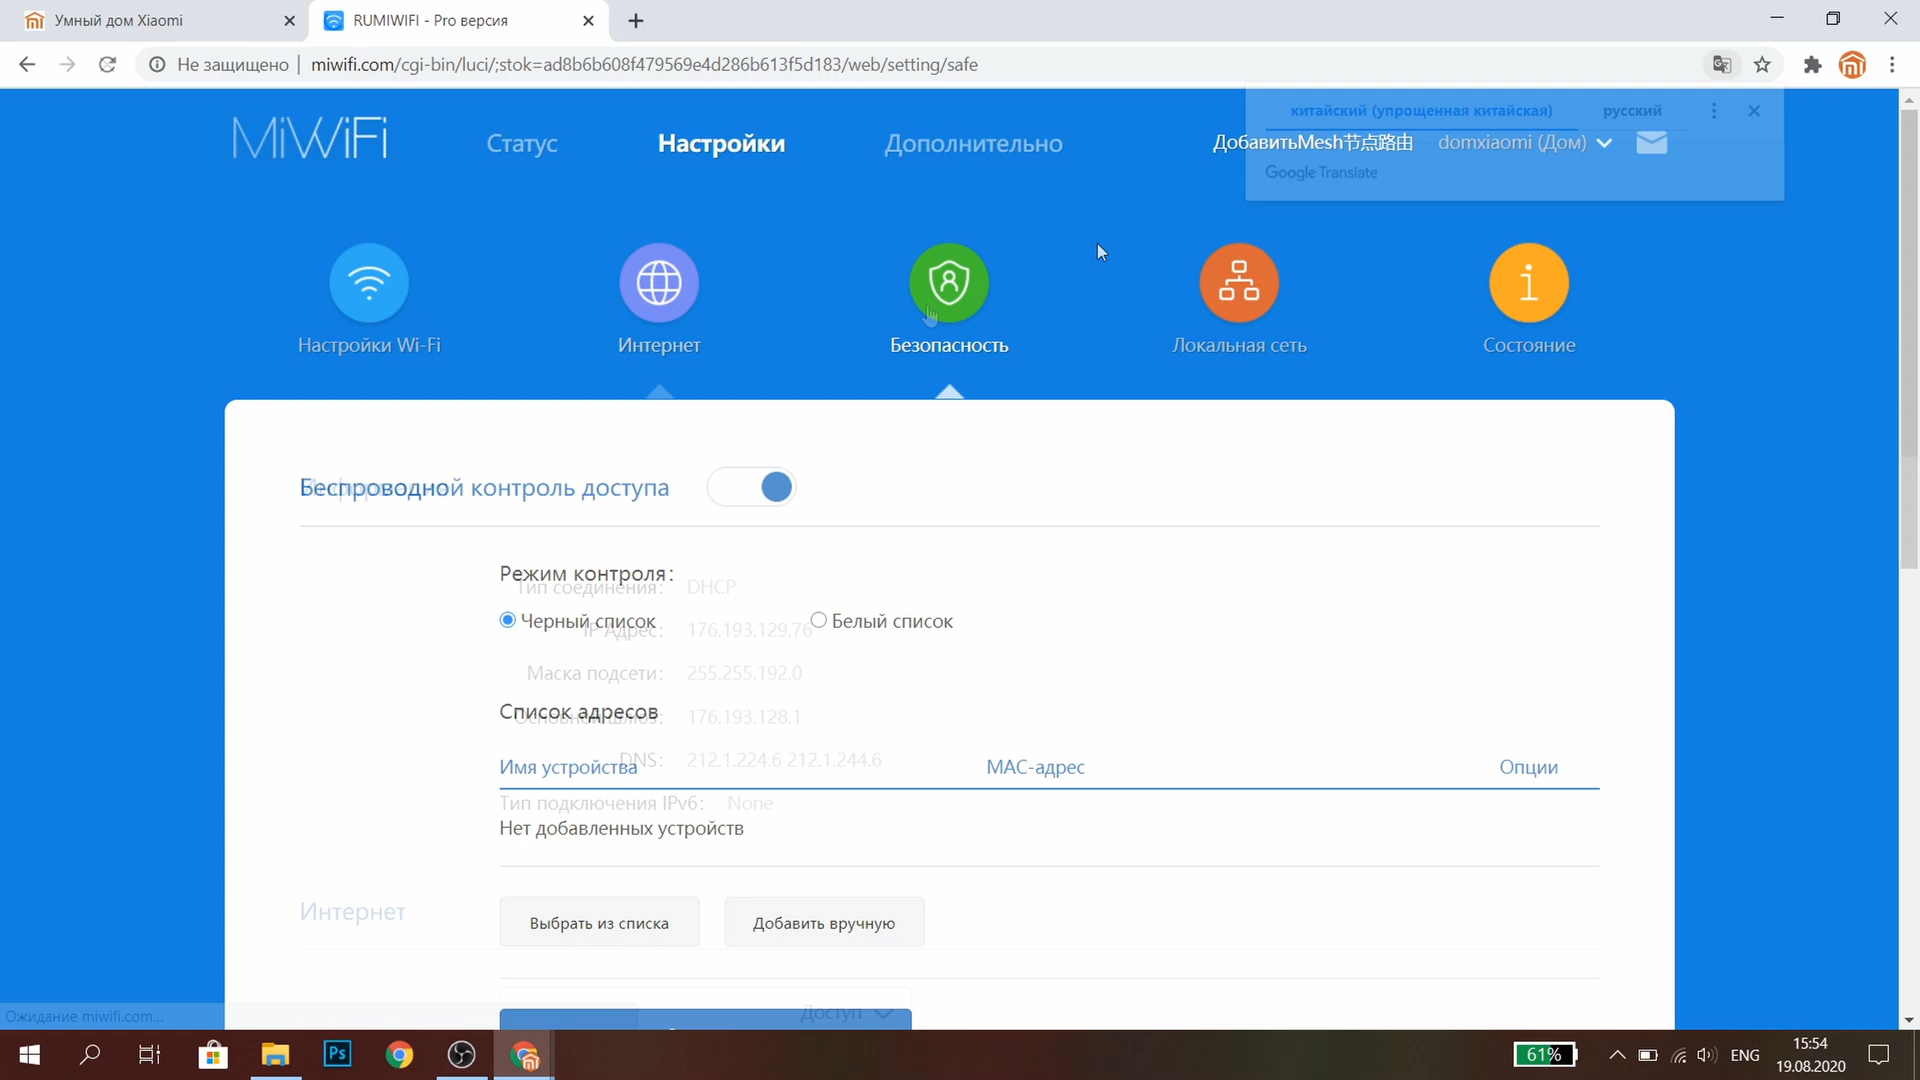 Умный дом Xiaomi
RUMIWIFI - Pro версия
Не защищено
miwifi.com/cgi-bin/luci/;stok=ad8b6b608f479569e4d286b613f5d183/web/setting/safe
китайский (упрощенная китайская)
русский
MiWiFi
Статус
Настройки
Дополнительно
ДобавитьMesh节点路由
domxiaomi (Дом)
Google Translate
Настройки Wi-Fi
Интернет
Безопасность
Локальная сеть
Состояние
Беспроводной контроль доступа
Режим контроля:
Тип соединения: DHCP
Черный список
Белый список
IP Адрес: 176.193.129.76
Маска подсети: 255.255.192.0
Список адресов
Основной шлюз: 176.193.128.1
DNS: 212.1.224.6 212.1.244.6
Имя устройства
MAC-адрес
Опции
Тип подключения IPv6: None
Нет добавленных устройств
Интернет
Выбрать из списка
Добавить вручную
Доступ
Ожидание miwifi.com...
Ps
61%
ENG
15:54
19.08.2020